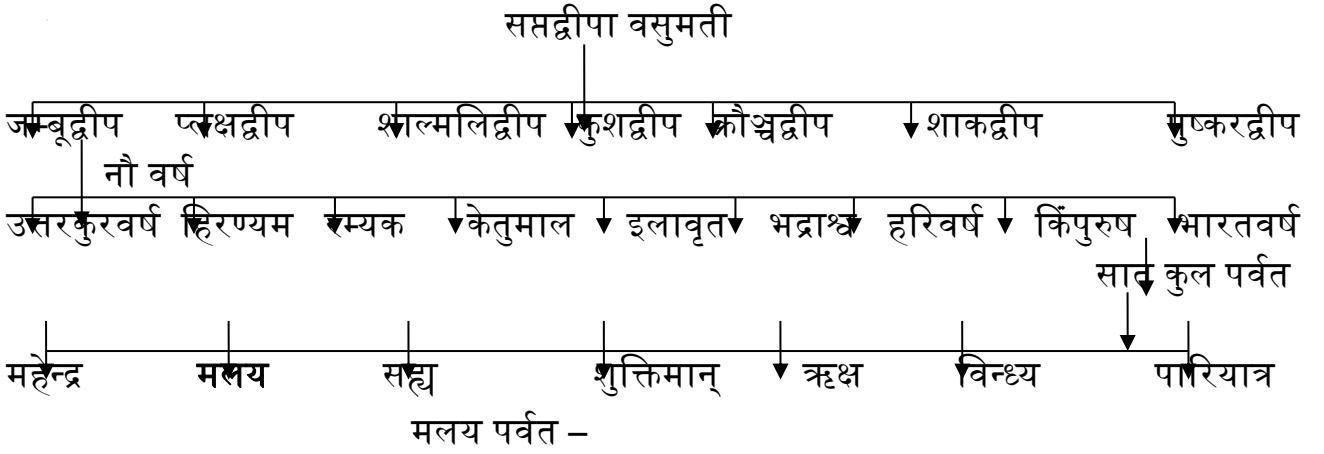 सप्तद्वीपा वसुमती
जम्बूद्वीप प्लक्षद्वीप शाल्मलिद्वीप कुशद्वीप क्रौञ्चद्वीप शाकद्वीप पुष्करद्वीप
नौ वर्ष
उत्तरकुरवर्ष हिरण्यम रम्यक केतुमाल इलावृत भद्राश्व हरिवर्ष किंपुरुष भारतवर्ष
सात कुल पर्वत
महेन्द्र मलय सह्य शुक्तिमान् ऋक्ष विन्ध्य पारियात्र
मलय पर्वत –